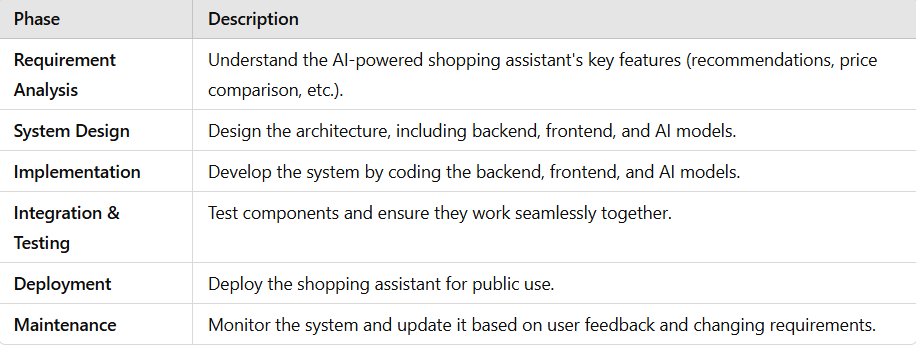 Phase Description
Requirement Analysis Understand the AI-powered shopping assistant's key features (recommendations, price comparison, etc.).
System Design Design the architecture, including backend, frontend, and AI models.
Implementation Develop the system by coding the backend, frontend, and AI models.
Integration & Testing Test components and ensure they work seamlessly together.
Deployment Deploy the shopping assistant for public use.
Maintenance Monitor the system and update it based on user feedback and changing requirements.